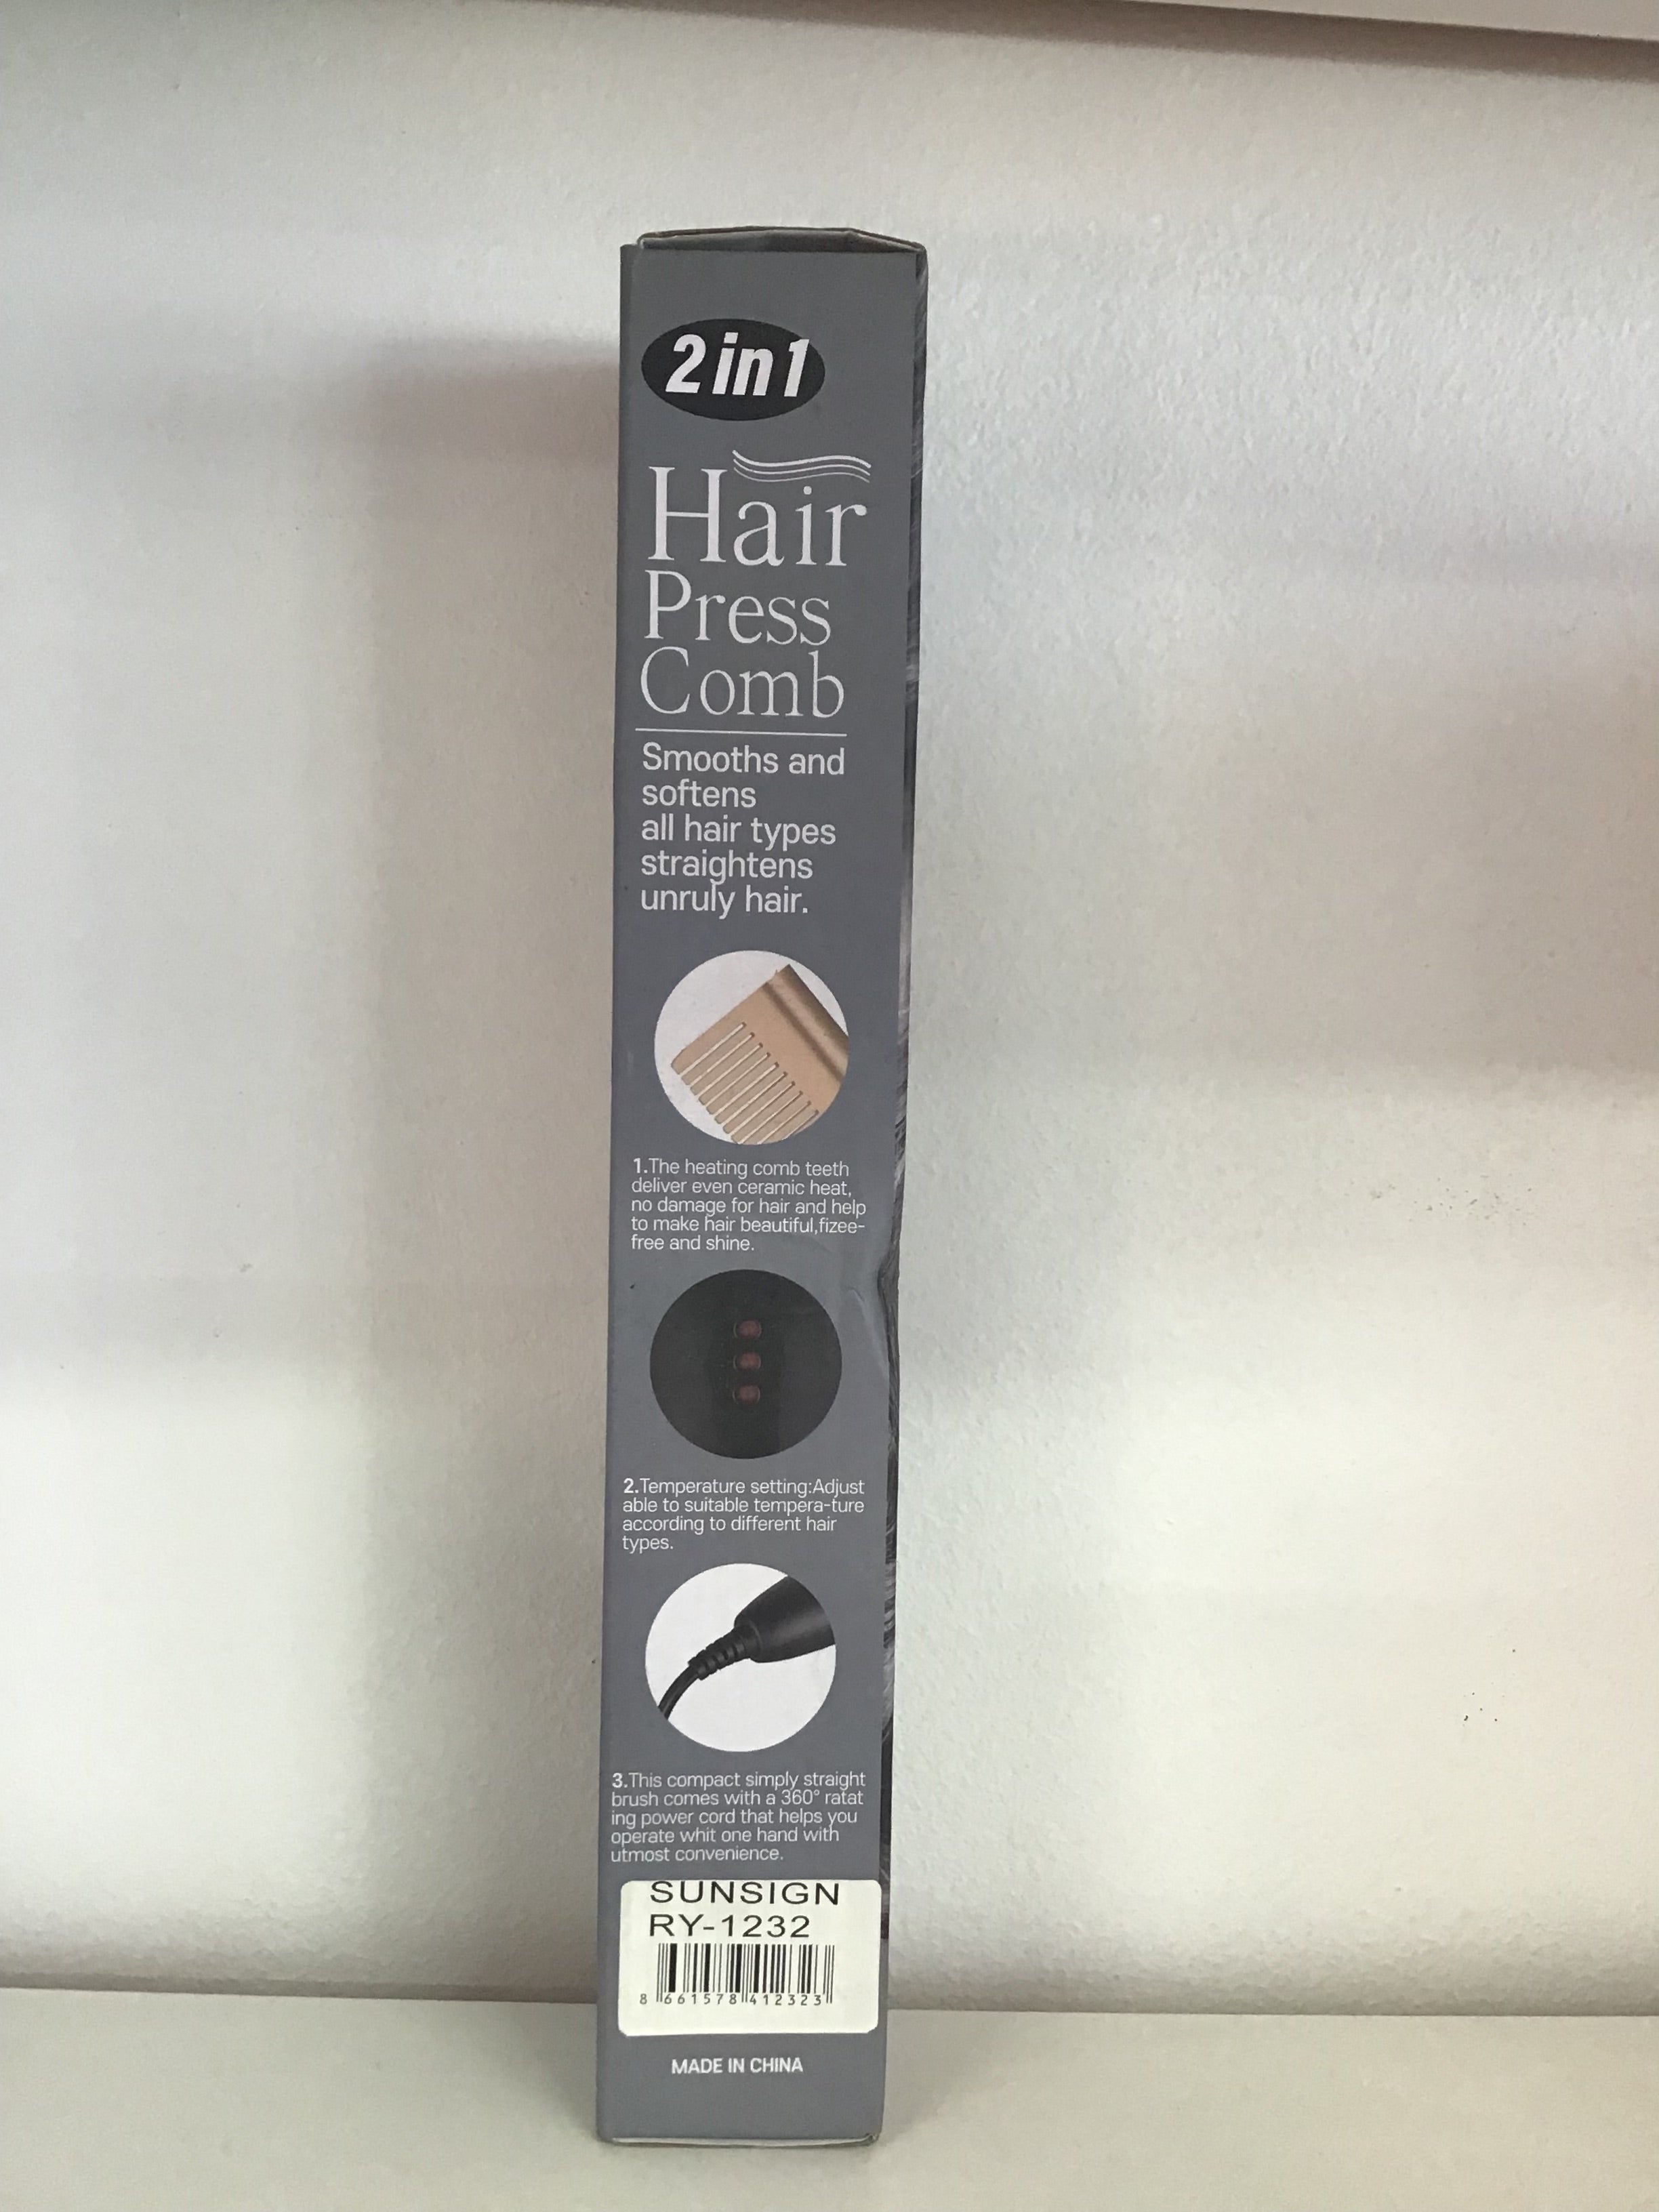 2 in 1
Hair
Press
Comb
Smooths and
softens
all hair types
straightens
unruly hair.
1.The heating comb teeth
deliver even ceramic heat,
no damage for hair and help
to make hair beautiful,fizee-
free and shine.
2.Temperature setting:Adjust
able to suitable tempera-ture
according to different hair
types.
3.This compact simply straight
brush comes with a 360° ratat
ing power cord that helps you
operate whit one hand with
utmost convenience.
SUNSIGN
RY-1232
8 661578 412323
MADE IN CHINA